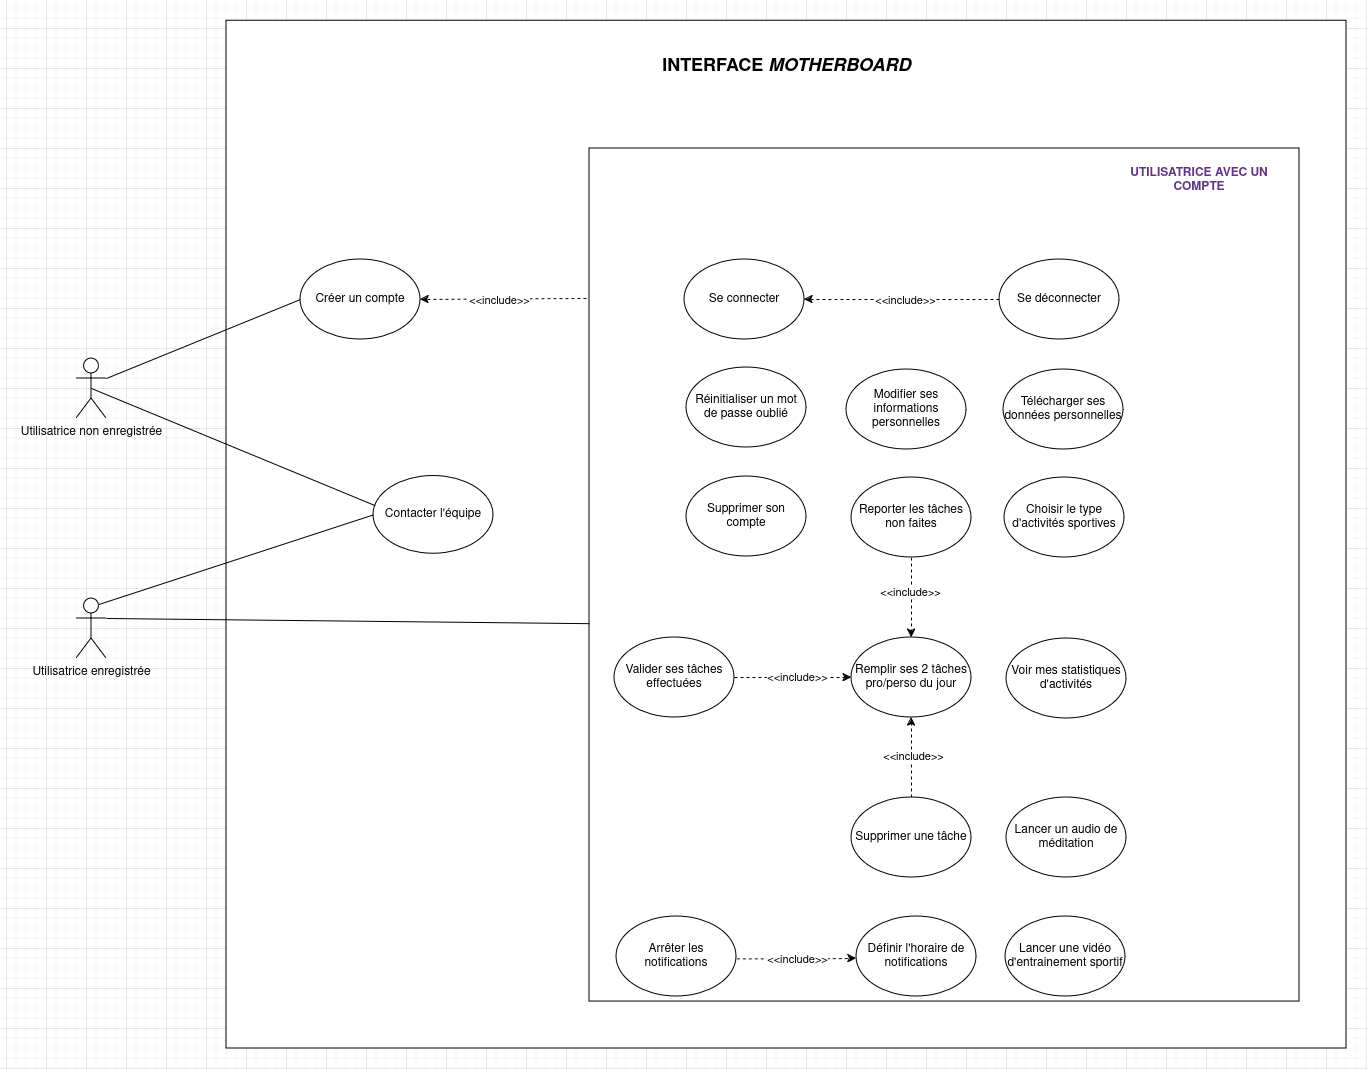 INTERFACE MOTHERBOARD
UTILISATRICE AVEC UN
COMPTE
Créer un compte
<<include>>
Se connecter
<<include>>
Se déconnecter
Utilisatrice non enregistrée
Réinitialiser un mot
de passe oublié
Modifier ses
informations
personnelles
Télécharger ses
données personnelles
Contacter l'équipe
Supprimer son
compte
Reporter les tâches
non faites
Choisir le type
d'activités sportives
<<include>>
Utilisatrice enregistrée
Valider ses tâches
effectuées
<<include>>
Remplir ses 2 tâches
pro/perso du jour
Voir mes statistiques
d'activités
<<include>>
Supprimer une tâche
Lancer un audio de
méditation
Arrêter les
notifications
<<include>>
Définir l'horaire de
notifications
Lancer une vidéo
d'entrainement sportif